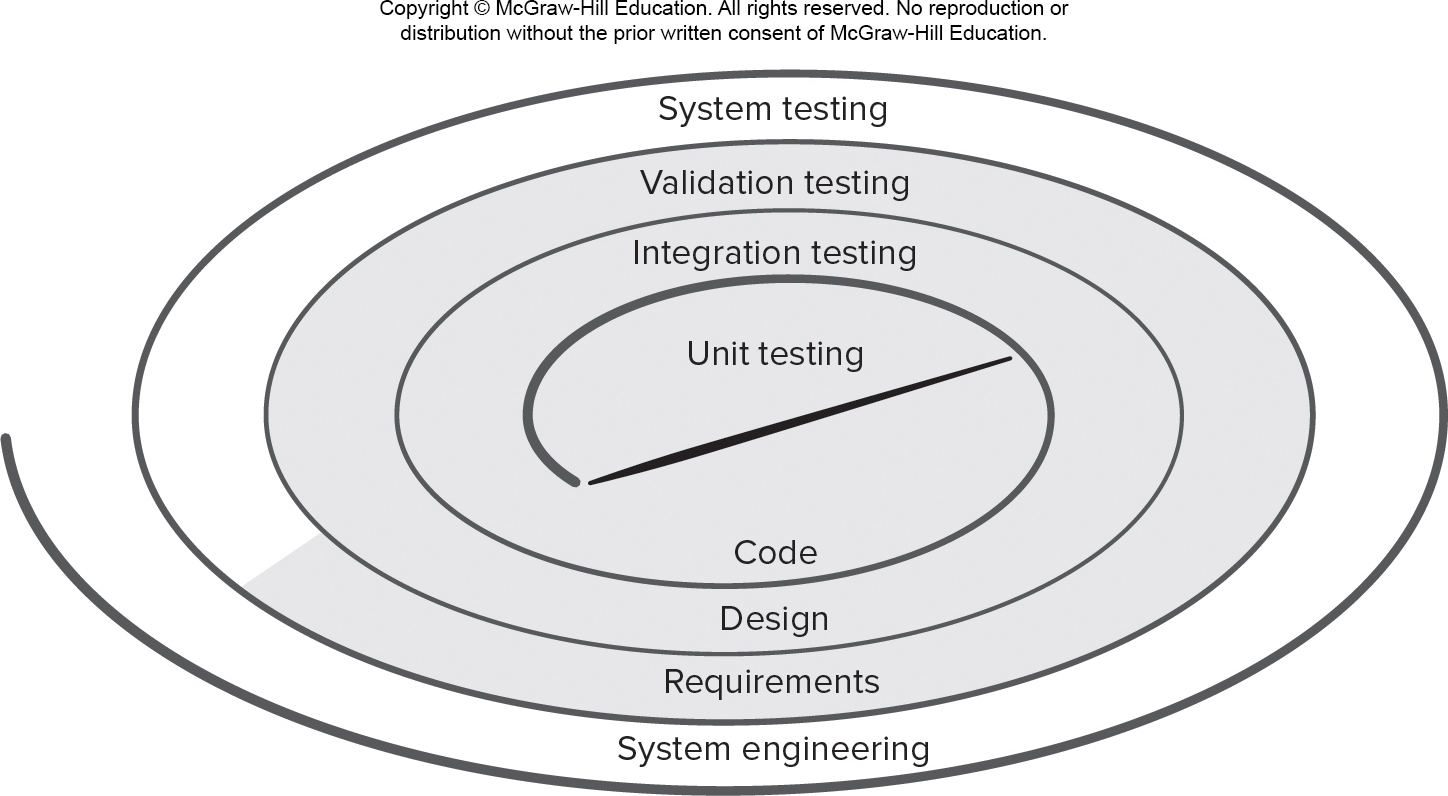 Copyright © McGraw-Hill Education. All rights reserved. No reproduction or
distribution without the prior written consent of McGraw-Hill Education.
System testing
Validation testing
Integration testing
Unit testing
Code
Design
Requirements
System engineering